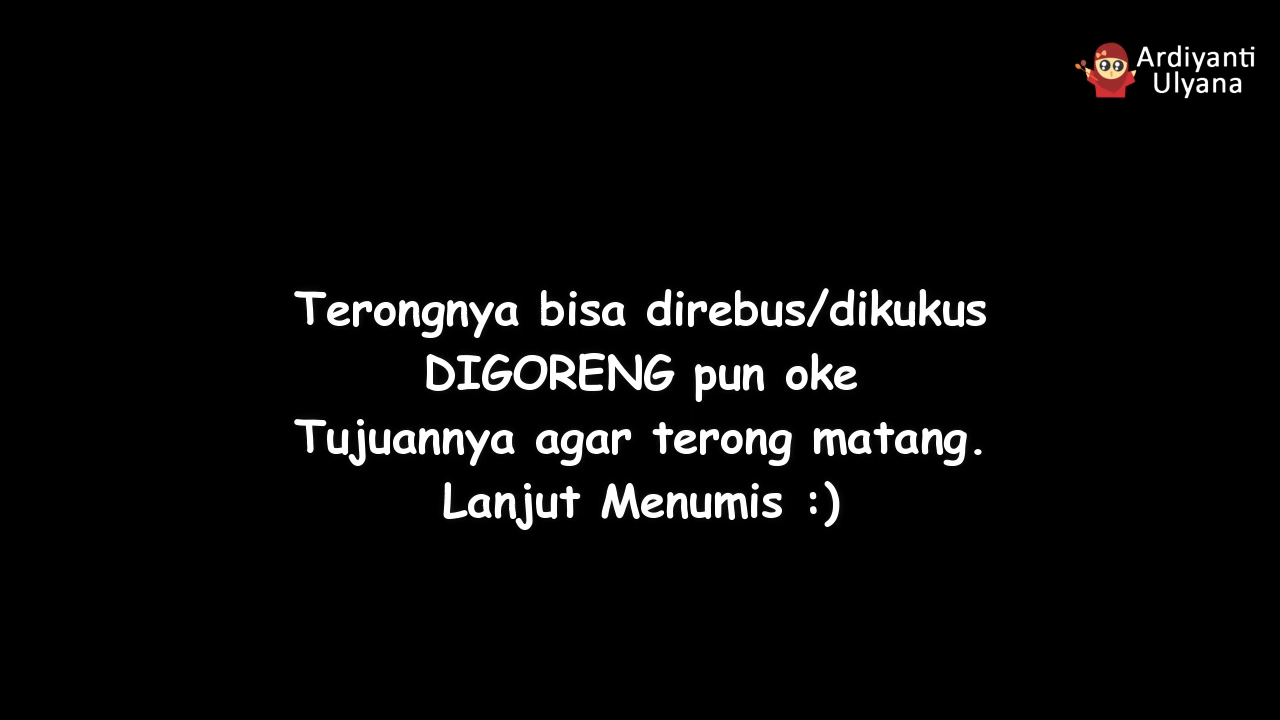 Ardiyanti
Ulyana
Terongnya bisa direbus/dikukus
DIGORENG pun oke
Tujuannya agar terong matang.
Lanjut Menumis :)